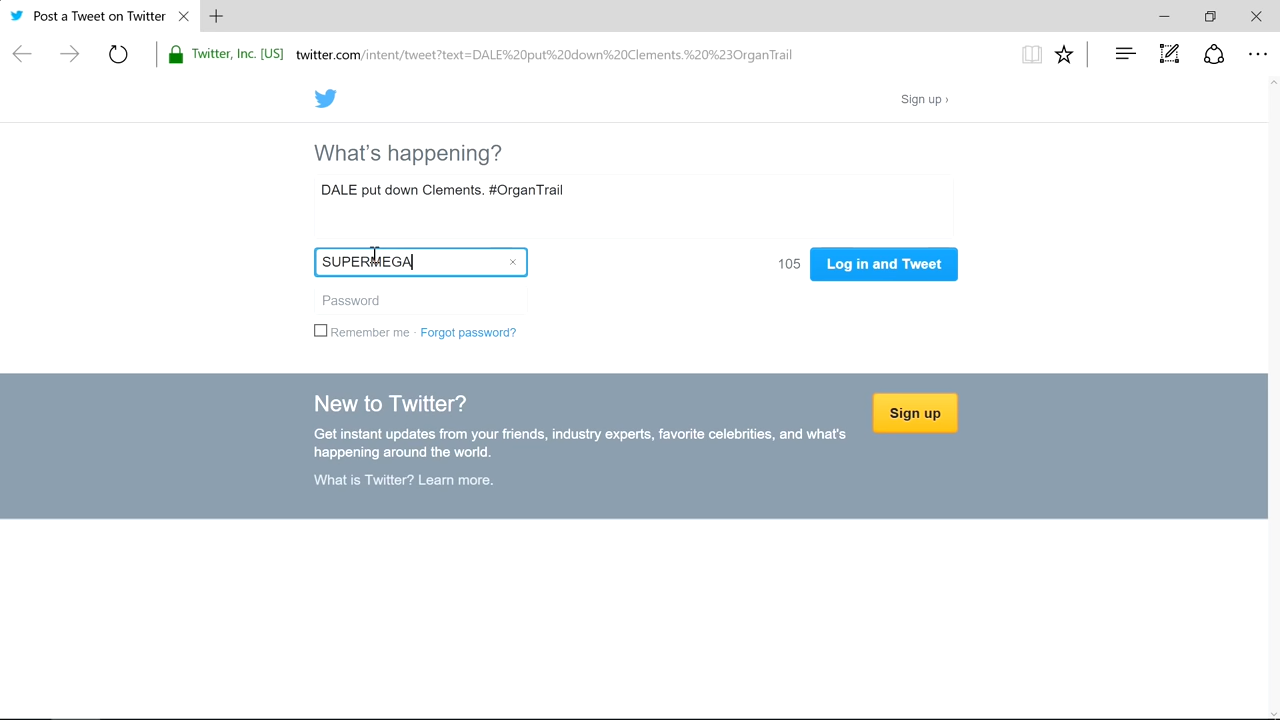 Post a Tweet on Twitter
Twitter, Inc. [US] twitter.com/intent/tweet?text=DALE%20put%20down%20Clements.%20%23OrganTrail
Sign up ›
What's happening?
DALE put down Clements. #OrganTrail
SUPERMEGA
105
Log in and Tweet
Password
Remember me · Forgot password?
New to Twitter?
Sign up
Get instant updates from your friends, industry experts, favorite celebrities, and what's
happening around the world.
What is Twitter? Learn more.